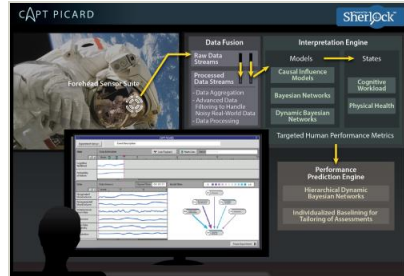 CAPT PICARD
Sherlock
Data Fusion
Raw Data
Streams
Processed
Data Streams
- Data Aggregation
- Advanced Data
Filtering to Handle
Noisy Real-World Data
- Data Processing
Interpretation Engine
Models
States
Causal Influence
Models
Bayesian Networks
Dynamic Bayesian
Networks
Cognitive
Workload
Physical Health
Targeted Human Performance Metrics
Forehead Sensor Suite
Performance
Prediction Engine
Hierarchical Dynamic
Bayesian Networks
Individualized Baselining for
Tailoring of Assessments